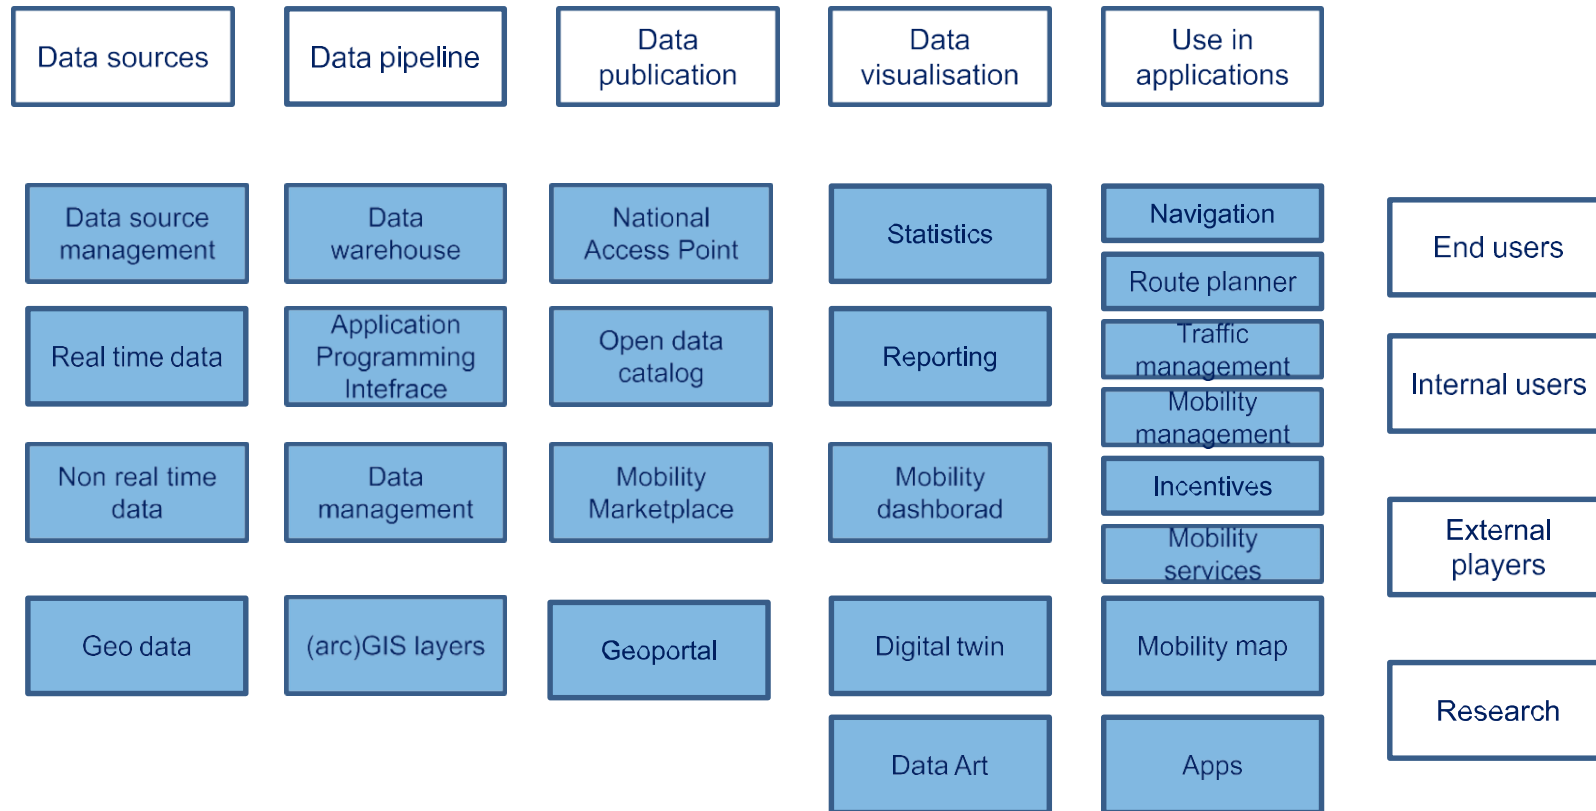 Data sources
Data pipeline
Data
publication
Data
visualisation
Use in
applications
Data source
management
Real time data
Non real time
data
Geo data
Data
warehouse
Application
Programming
Intefrace
Data
management
(arc)GIS layers
National
Access Point
Open data
catalog
Mobility
Marketplace
Geoportal
Statistics
Reporting
Mobility
dashborad
Digital twin
Data Art
Navigation
Route planner
Traffic
management
Mobility
management
Incentives
Mobility
services
Mobility map
Apps
End users
Internal users
External
players
Research